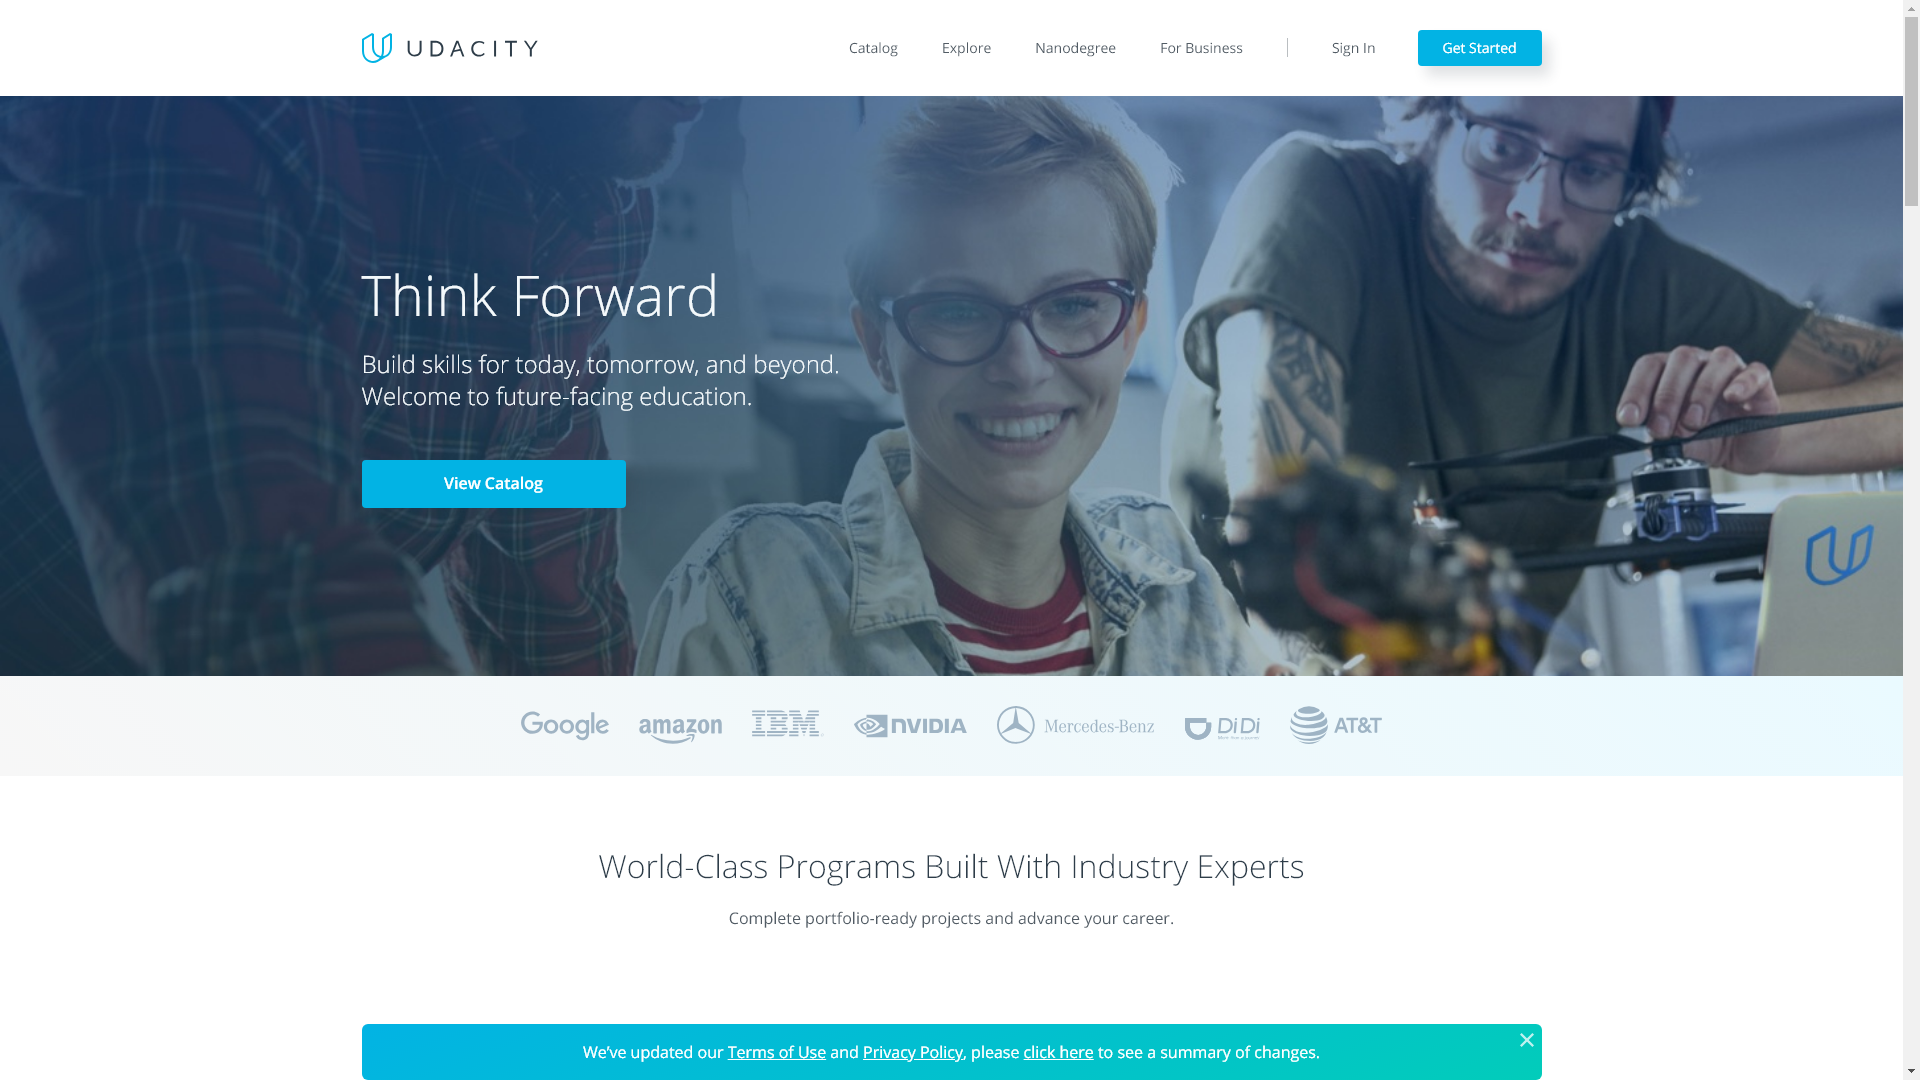 UDACITY
Catalog
Explore
Nanodegree
For Business
Sign In
Get Started
Think Forward
Build skills for today, tomorrow, and beyond.
Welcome to future-facing education.
View Catalog
Google
amazon
IBM
NVIDIA
Mercedes-Benz
DiDi
AT&T
World-Class Programs Built With Industry Experts
Complete portfolio-ready projects and advance your career.
We've updated our Terms of Use and Privacy Policy, please click here to see a summary of changes.